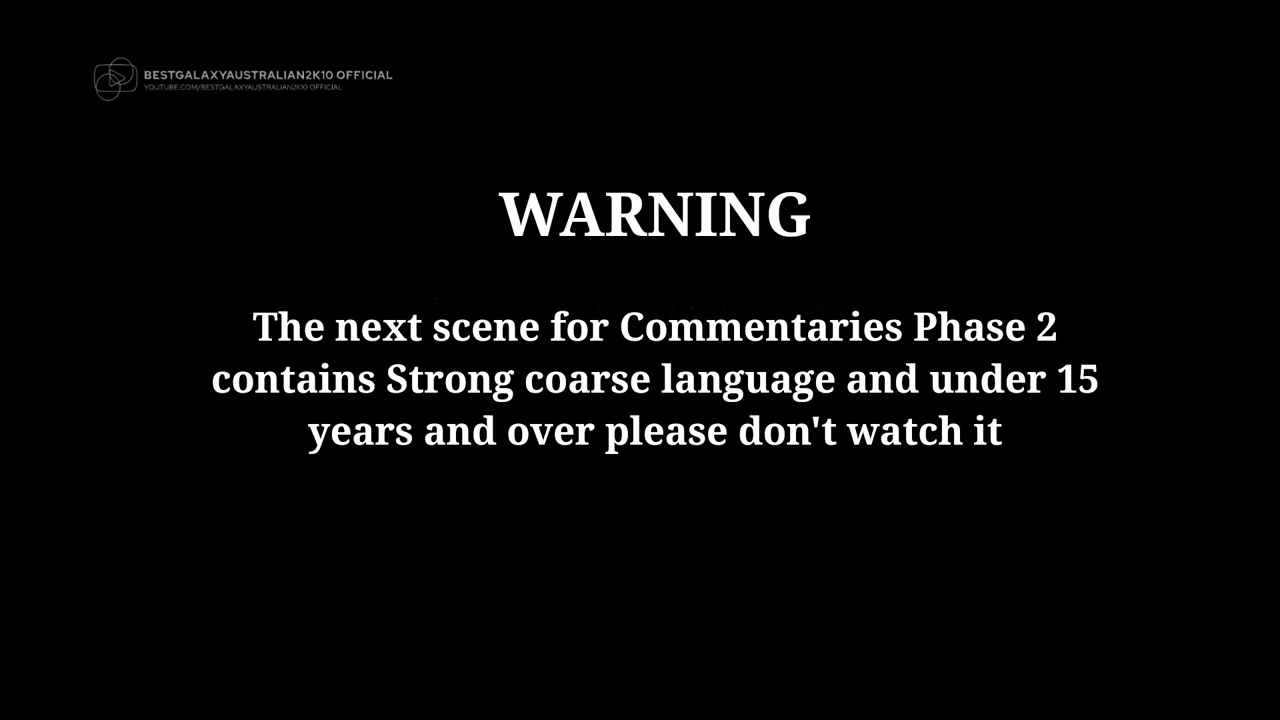 BESTGALAXYAUSTRALIAN2K10 OFFICIAL
YOUTUBE.COM/BESTGALAXYAUSTRALIAN2K10 OFFICIAL
WARNING
The next scene for Commentaries Phase 2
contains Strong coarse language and under 15
years and over please don't watch it